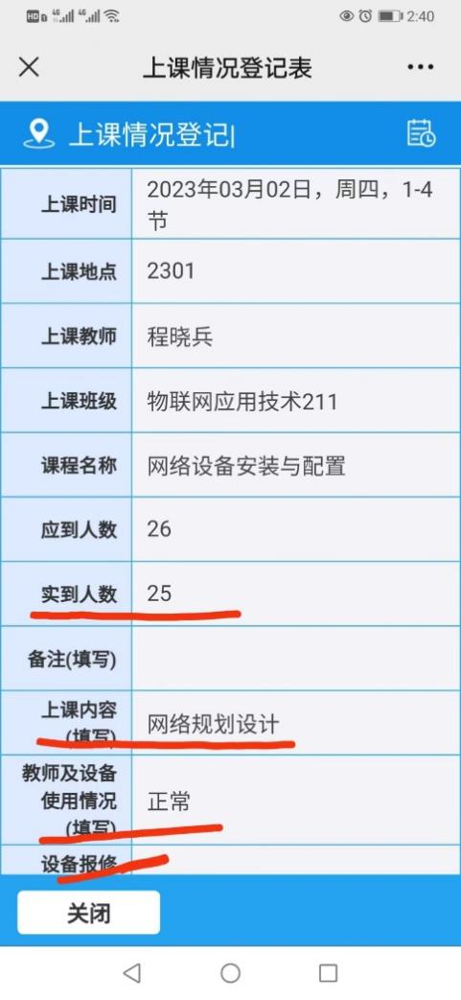 HD 4G 4G 2:40
上课情况登记表
上课情况登记
上课时间
2023年03月02日，周四，1-4
节
上课地点
2301
上课教师
程晓兵
上课班级
物联网应用技术211
课程名称
网络设备安装与配置
应到人数
26
实到人数
25
备注(填写)
上课内容
(填写)
网络规划设计
教师及设备
使用情况
(填写)
正常
设备报修
关闭